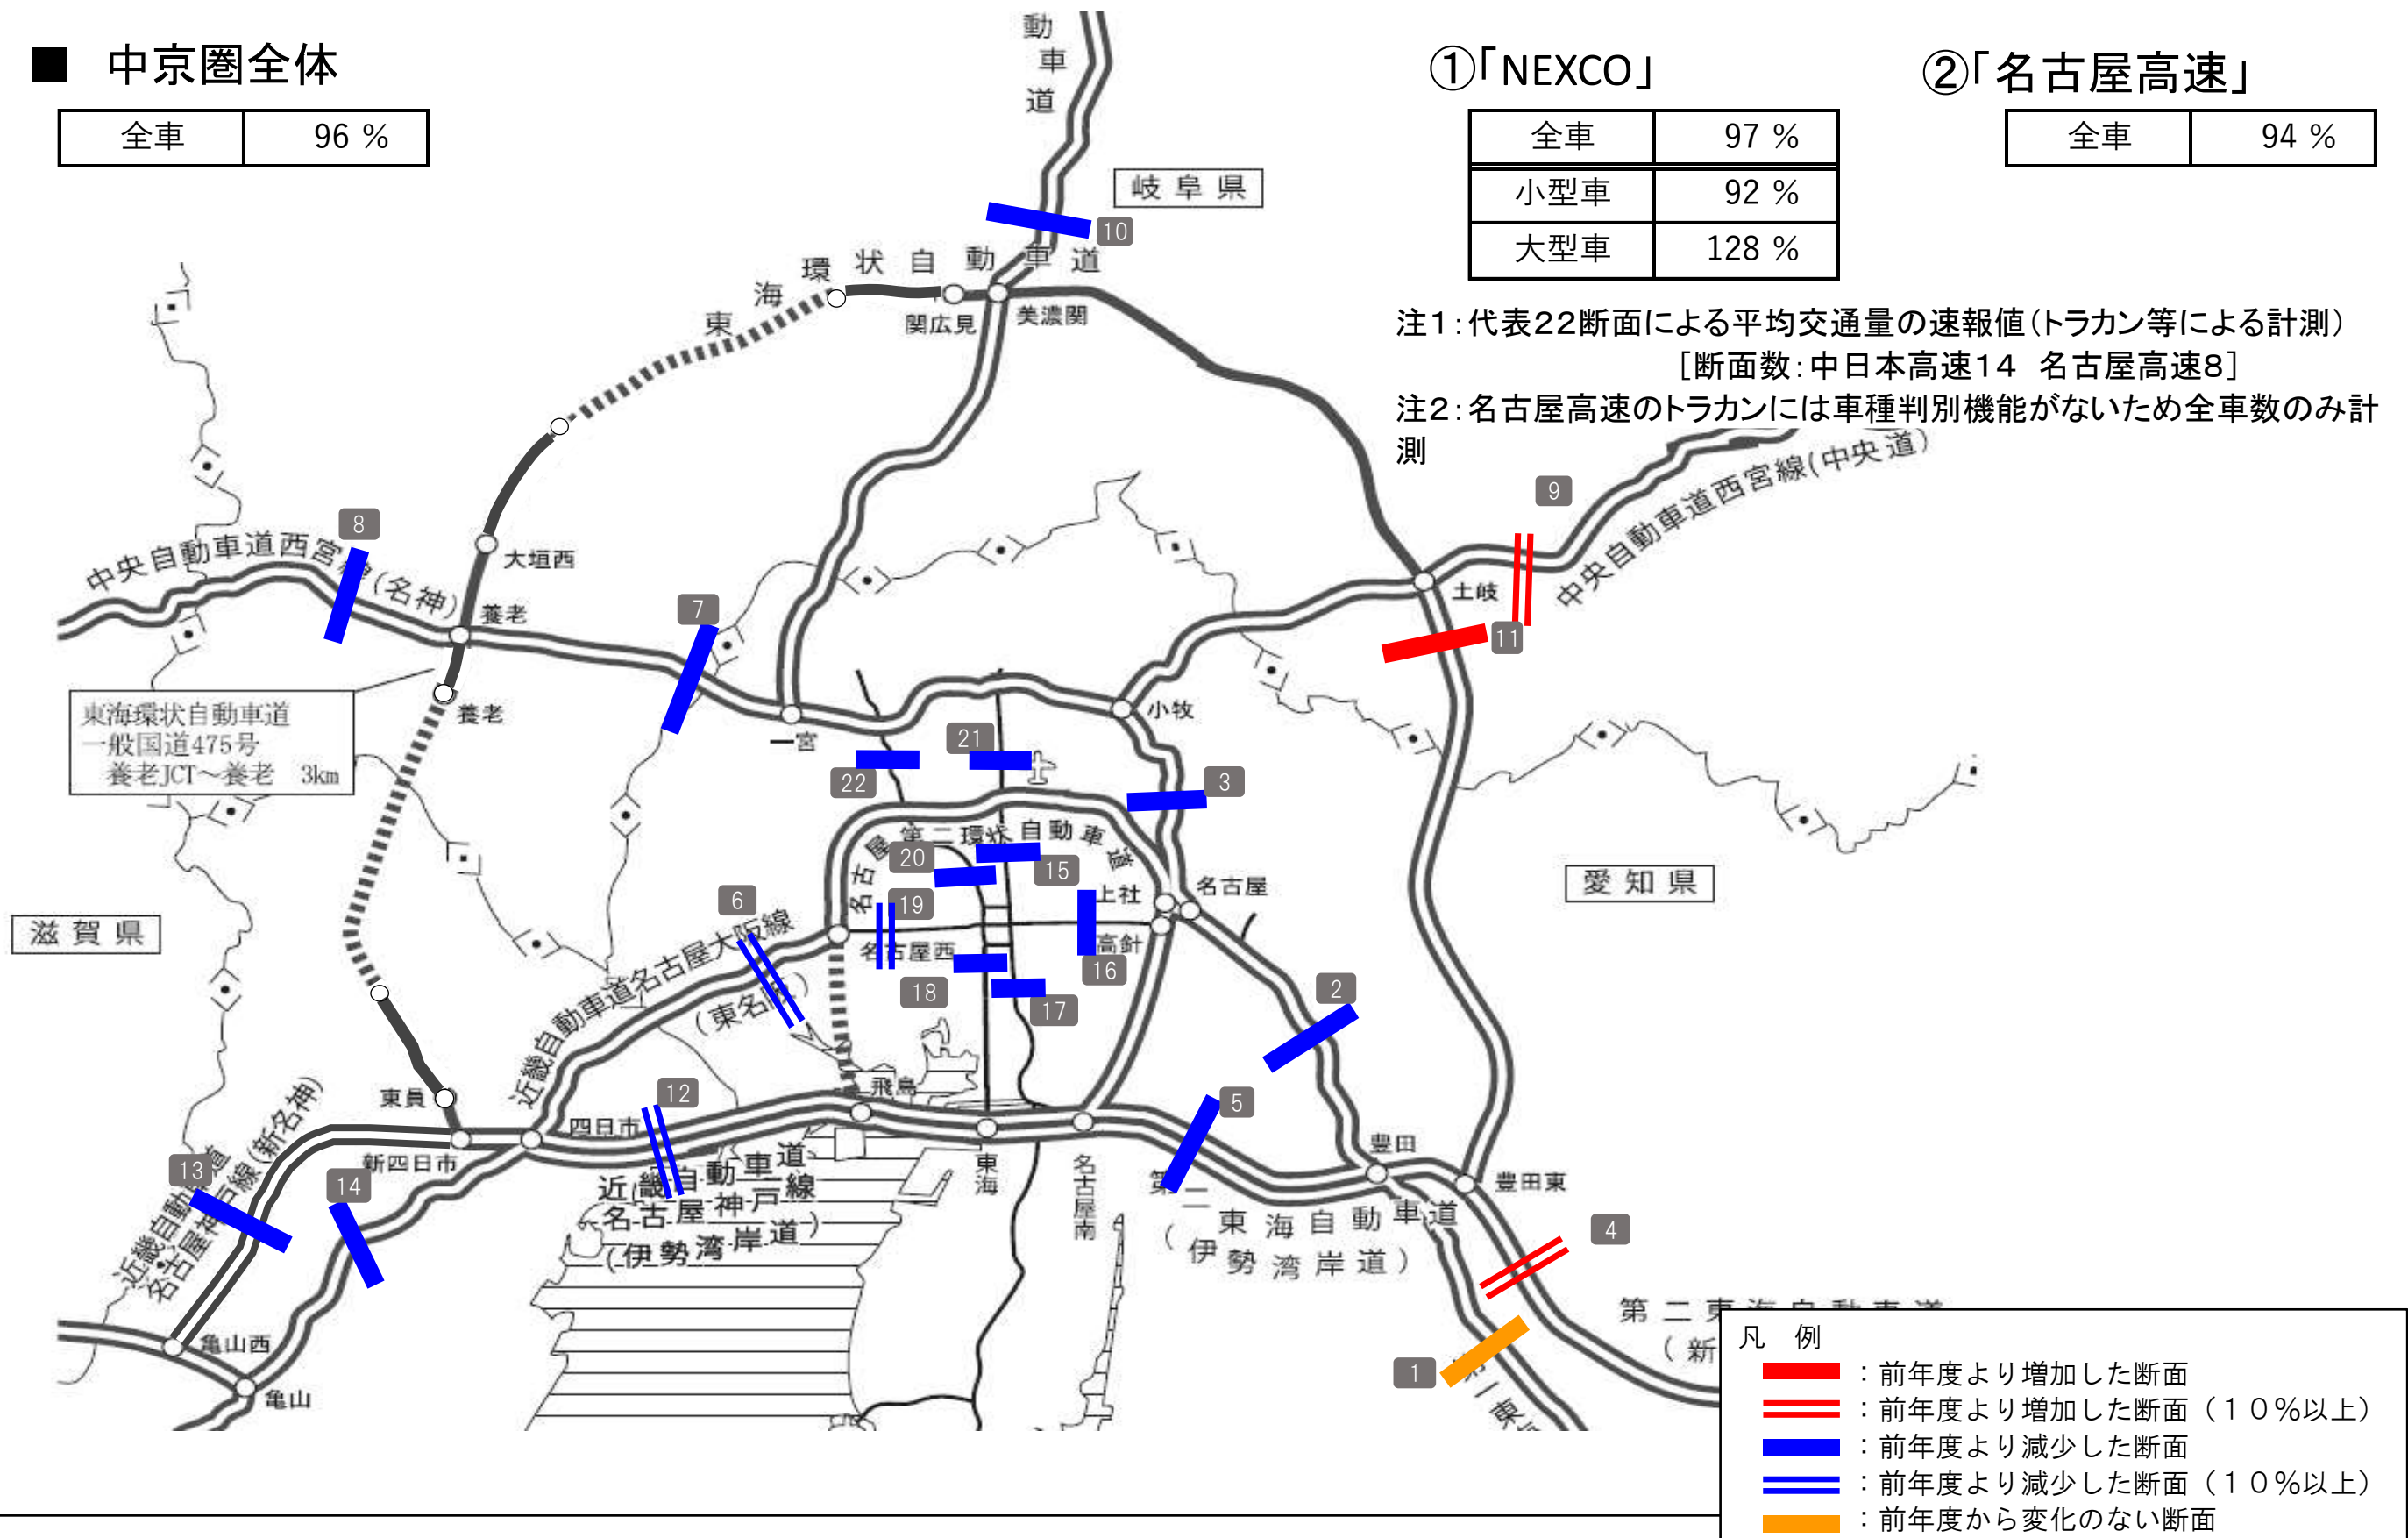 ■ 中京圏全体
全車 96 %
①「NEXCO」
全車 97 %
小型車 92 %
大型車 128 %
②「名古屋高速」
全車 94 %
注1：代表22断面による平均交通量の速報値（トラカン等による計測）
［断面数：中日本高速14 名古屋高速8］
注2：名古屋高速のトラカンには車種判別機能がないため全車数のみ計
測
動車道
岐阜県
10
東海環状自動車道
関広見
美濃関
9
中央自動車道西宮線(中央道)
8
中央自動車道西宮線(名神)
大垣西
養老
7
土岐
11
東海環状自動車道
一般国道475号
養老JCT～養老 3km
養老
一宮
小牧
22
21
3
名古屋第二環状自動車道
20
15
上社
名古屋
愛知県
滋賀県
6
19
名古屋西
高針
16
近畿自動車道名古屋大阪線
(東名阪)
18
17
2
東員
飛島
12
5
四日市
新四日市
豊田
豊田東
東海
名古屋南
13
14
近畿自動車道
名古屋神戸線(新名神)
近畿自動車道
名古屋神戸線
(伊勢湾岸道)
第二東海自動車道
(伊勢湾岸道)
4
亀山西
亀山
1
第二東海自動車道
(新
第一東
凡 例
：前年度より増加した断面
：前年度より増加した断面（１０％以上）
：前年度より減少した断面
：前年度より減少した断面（１０％以上）
：前年度から変化のない断面